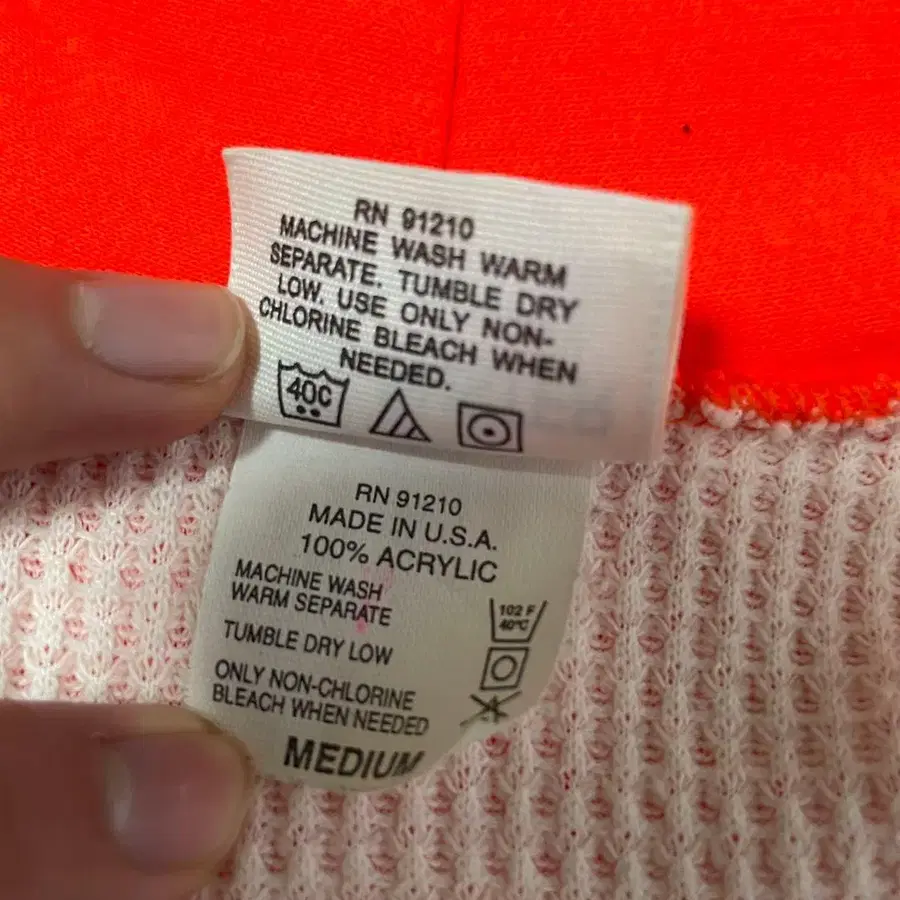 RN 91210
MACHINE WASH WARM
SEPARATE. TUMBLE DRY
LOW. USE ONLY NON-
CHLORINE BLEACH WHEN
NEEDED.
40C
RN 91210
MADE IN U.S.A.
100% ACRYLIC
MACHINE WASH
WARM SEPARATE
102 F
40°C
TUMBLE DRY LOW
ONLY NON-CHLORINE
BLEACH WHEN NEEDED
MEDIUM